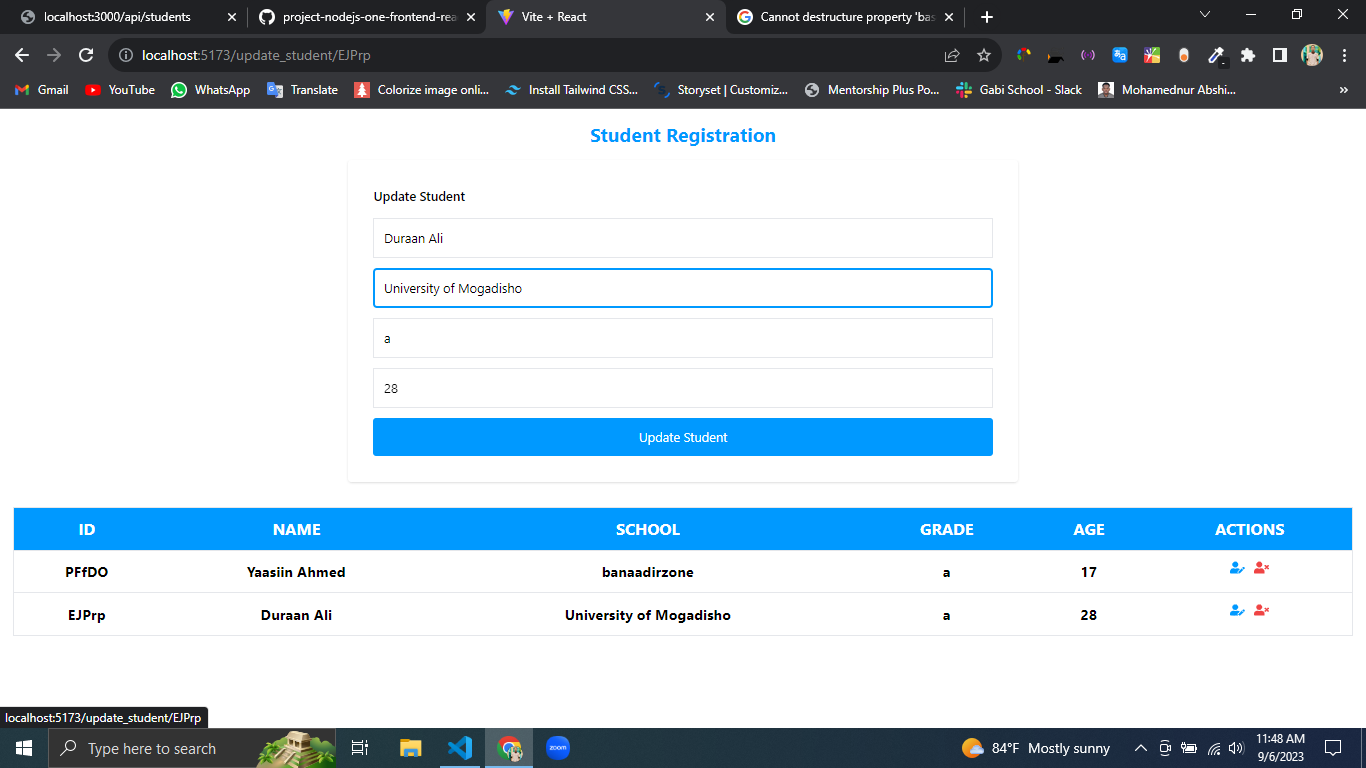 localhost:3000/api/students
project-nodejs-one-frontend-rea
Vite + React
Cannot destructure property 'bas
localhost:5173/update_student/EJPrp
Gmail
YouTube
WhatsApp
Translate
Colorize image onli...
Install Tailwind CSS...
Storyset | Customiz...
Mentorship Plus Po...
Gabi School - Slack
Mohamednur Abshi...
»
Student Registration
Update Student
Duraan Ali
University of Mogadisho
a
28
Update Student
ID NAME SCHOOL GRADE AGE ACTIONS
PFfDO Yaasiin Ahmed banaadirzone a 17
EJPrp Duraan Ali University of Mogadisho a 28
localhost:5173/update_student/EJPrp
Type here to search
zoom
84°F Mostly sunny
11:48 AM
9/6/2023